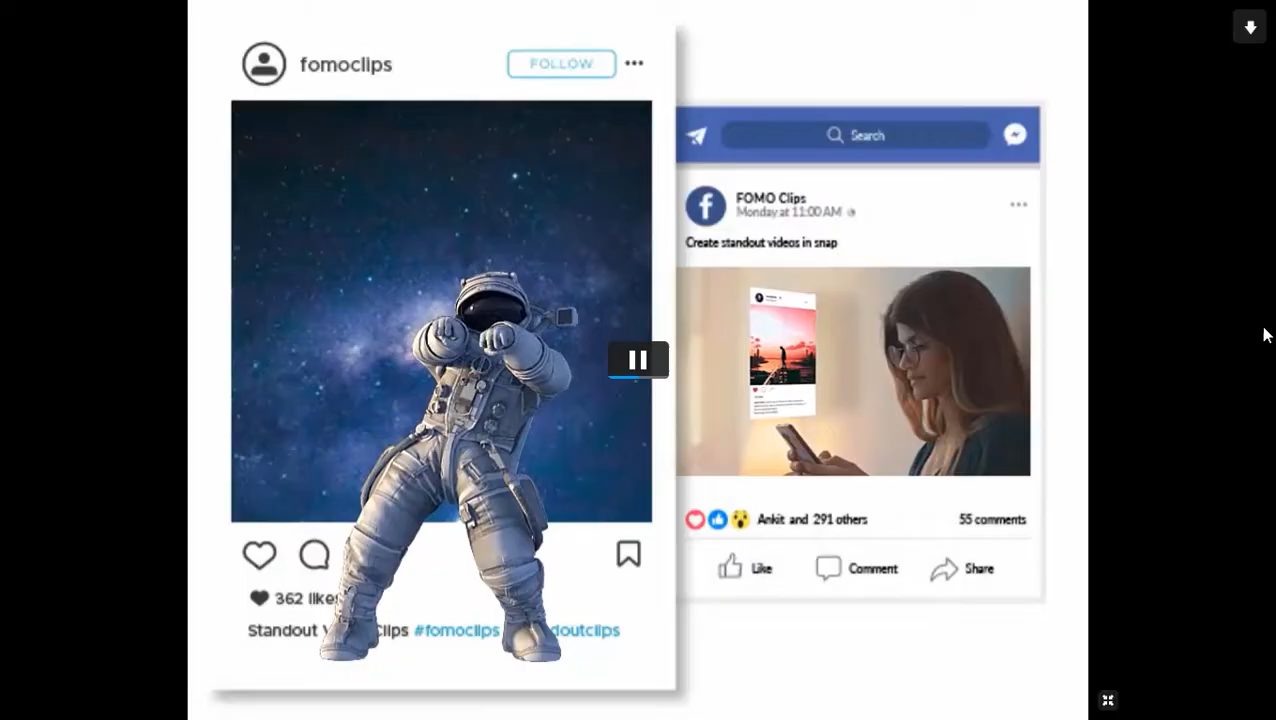 fomoclips
FOLLOW
362 likes
Standout Clips #fomoclips doutclips
Search
FOMO Clips
Monday at 11:00 AM
Create standout videos in snap
Ankit and 291 others
55 comments
Like
Comment
Share